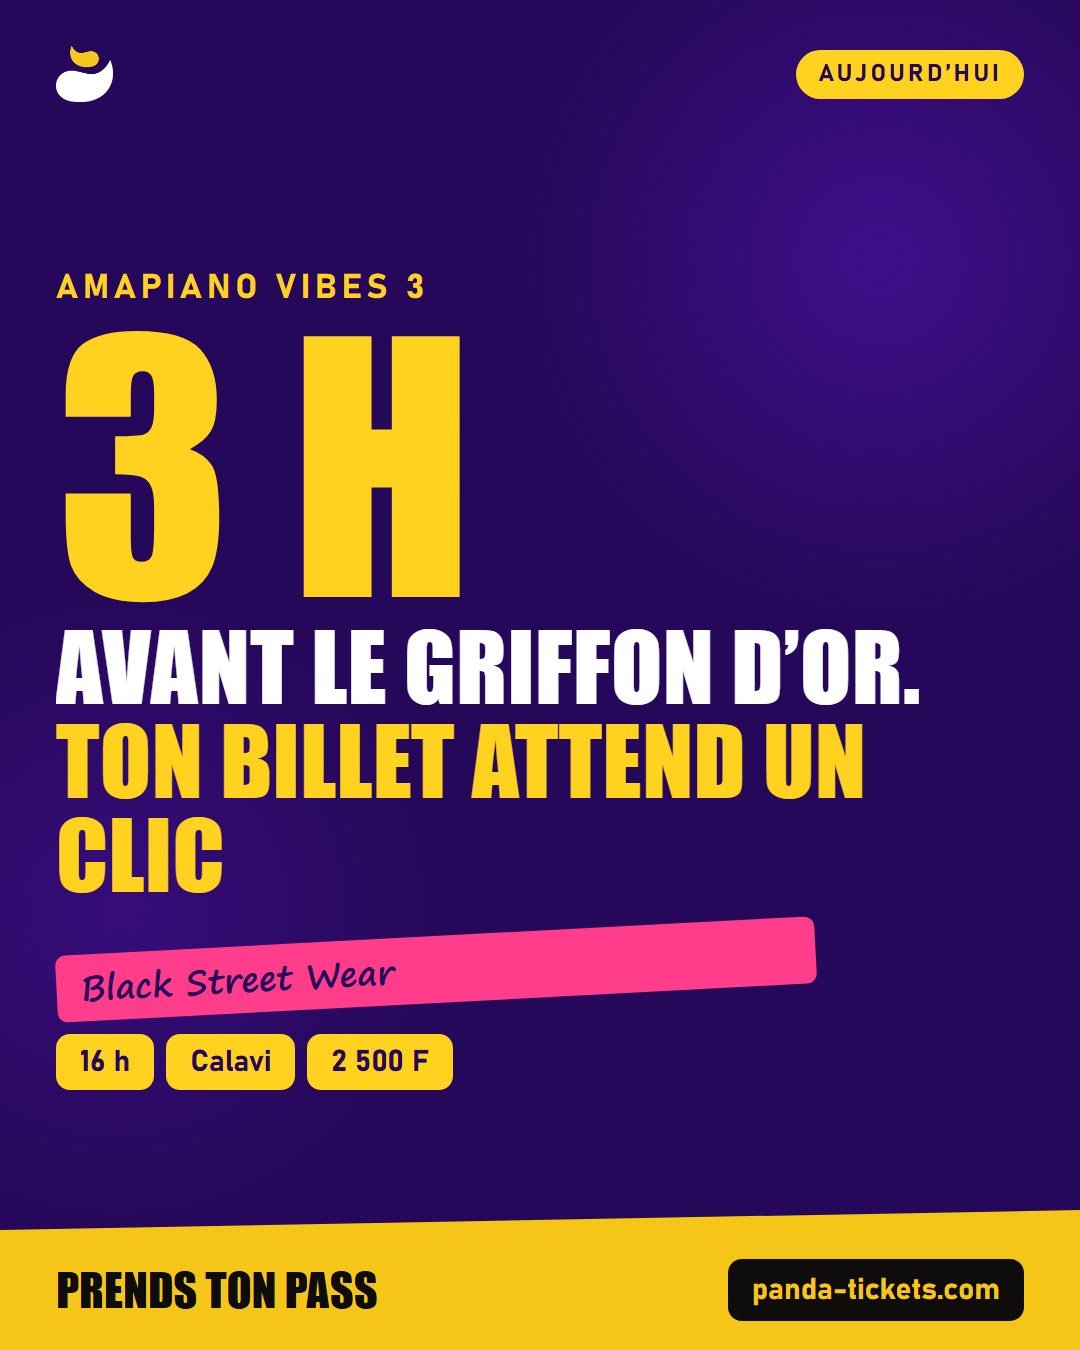 AUJOURD’HUI
AMAPIANO VIBES 3
3 H
AVANT LE GRIFFON D’OR.
TON BILLET ATTEND UN
CLIC
Black Street Wear
16 h
Calavi
2 500 F
PRENDS TON PASS
panda-tickets.com